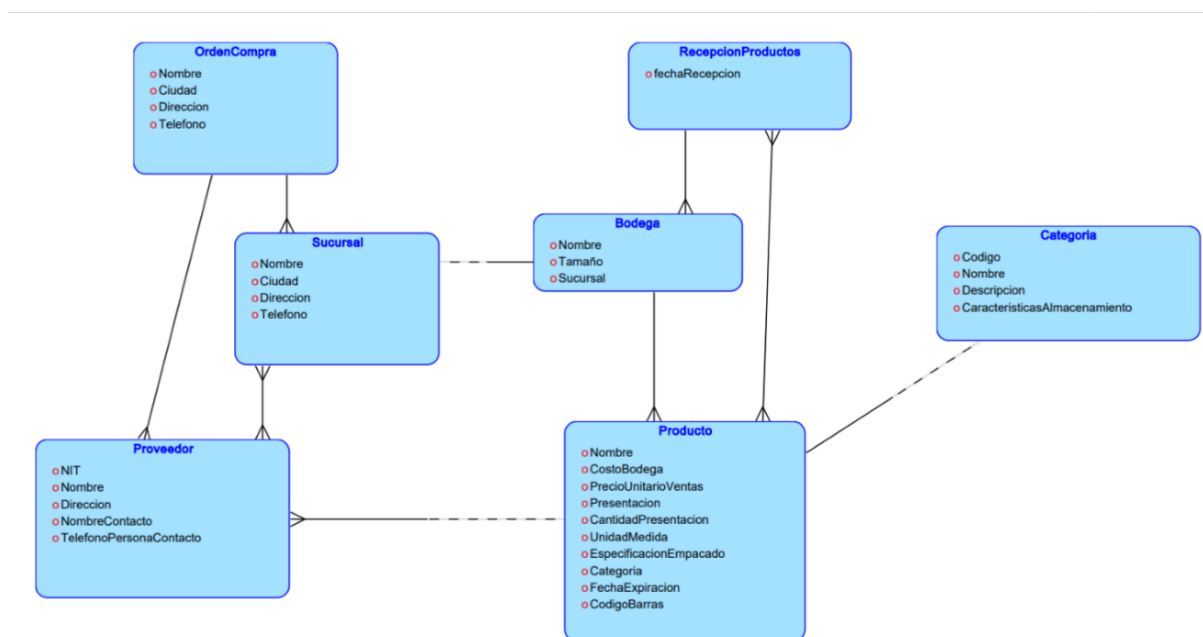 OrdenCompra
Nombre
Ciudad
Direccion
Telefono
RecepcionProductos
fechaRecepcion
Sucursal
Nombre
Ciudad
Direccion
Telefono
Bodega
Nombre
Tamaño
Sucursal
Categoria
Codigo
Nombre
Descripcion
CaracteristicasAlmacenamiento
Proveedor
NIT
Nombre
Direccion
NombreContacto
TelefonoPersonaContacto
Producto
Nombre
CostoBodega
PrecioUnitarioVentas
Presentacion
CantidadPresentacion
UnidadMedida
EspecificacionEmpacado
Categoria
FechaExpiracion
CodigoBarras